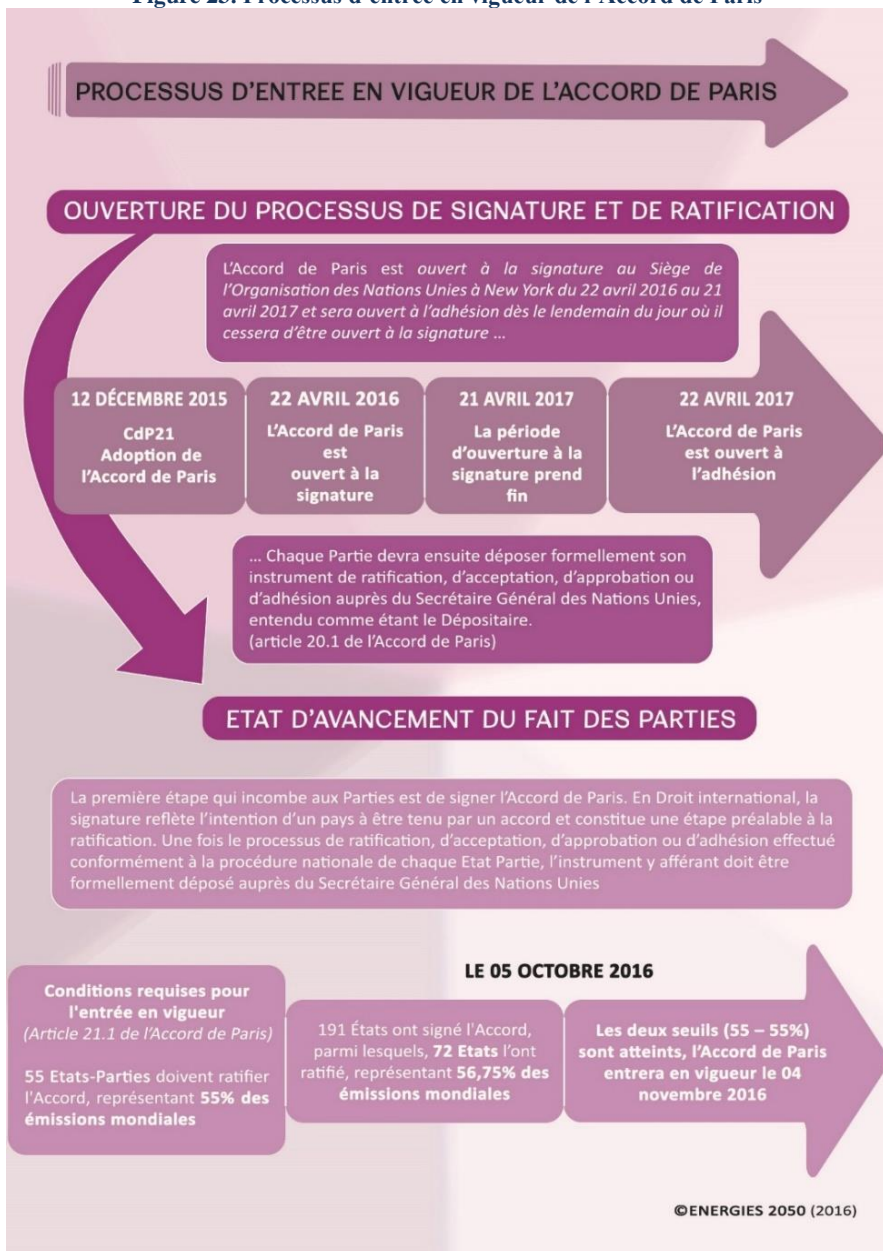 Figure 23: Processus d'entrée en vigueur de l'Accord de Paris
PROCESSUS D'ENTREE EN VIGUEUR DE L'ACCORD DE PARIS
OUVERTURE DU PROCESSUS DE SIGNATURE ET DE RATIFICATION
L'Accord de Paris est ouvert à la signature au Siège de
l'Organisation des Nations Unies à New York du 22 avril 2016 au 21
avril 2017 et sera ouvert à l'adhésion dès le lendemain du jour où il
cessera d'être ouvert à la signature ...
12 DÉCEMBRE 2015
CdP21
Adoption de
l'Accord de Paris
22 AVRIL 2016
L'Accord de Paris
est
ouvert à la
signature
21 AVRIL 2017
La période
d'ouverture à la
signature prend
fin
22 AVRIL 2017
L'Accord de Paris
est ouvert à
l'adhésion
... Chaque Partie devra ensuite déposer formellement son
instrument de ratification, d'acceptation, d'approbation ou
d'adhésion auprès du Secrétaire Général des Nations Unies,
entendu comme étant le Dépositaire.
(article 20.1 de l'Accord de Paris)
ETAT D'AVANCEMENT DU FAIT DES PARTIES
La première étape qui incombe aux Parties est de signer l'Accord de Paris. En Droit international, la
signature reflète l'intention d'un pays à être tenu par un accord et constitue une étape préalable à la
ratification. Une fois le processus de ratification, d'acceptation, d'approbation ou d'adhésion effectué
conformément à la procédure nationale de chaque Etat Partie, l'instrument y afférant doit être
formellement déposé auprès du Secrétaire Général des Nations Unies
LE 05 OCTOBRE 2016
Conditions requises pour
l'entrée en vigueur
(Article 21.1 de l'Accord de Paris)
55 Etats-Parties doivent ratifier
l'Accord, représentant 55% des
émissions mondiales
191 États ont signé l'Accord,
parmi lesquels, 72 Etats l'ont
ratifié, représentant 56,75% des
émissions mondiales
Les deux seuils (55 – 55%)
sont atteints, l'Accord de Paris
entrera en vigueur le 04
novembre 2016
©ENERGIES 2050 (2016)